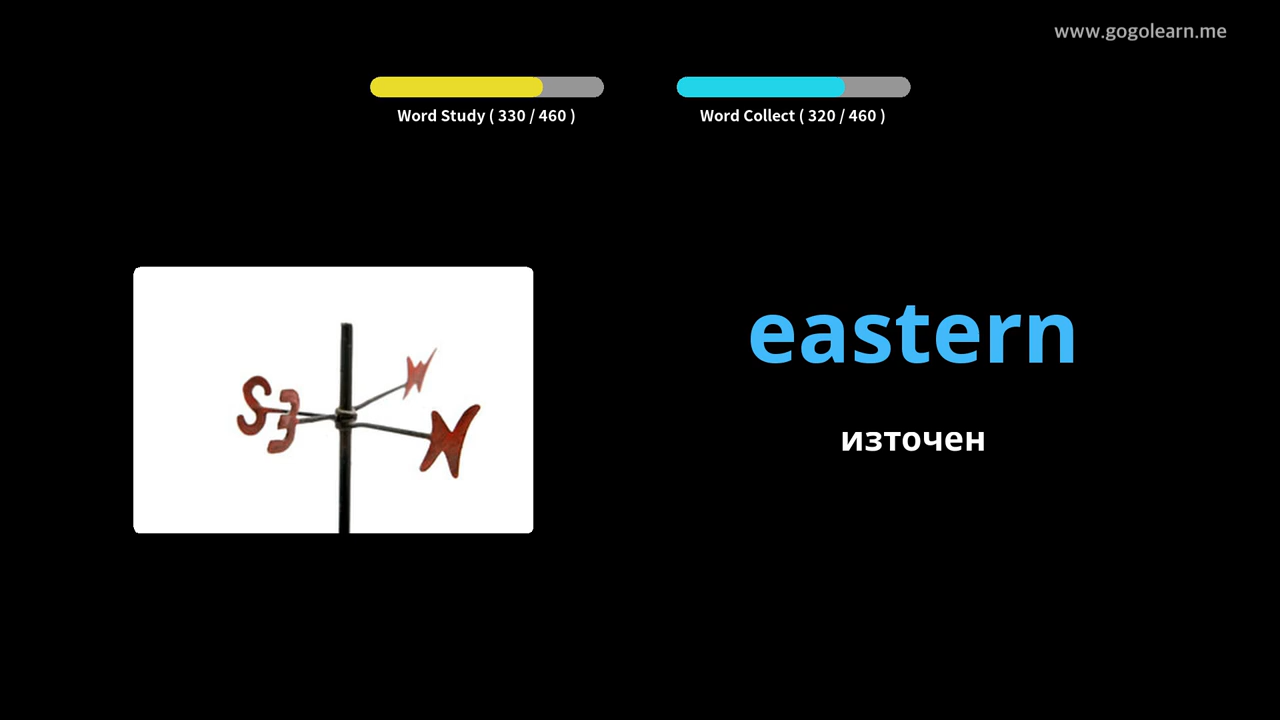 www.gogolearn.me
Word Study ( 330 / 460 )
Word Collect ( 320 / 460 )
S E N W
eastern
източен